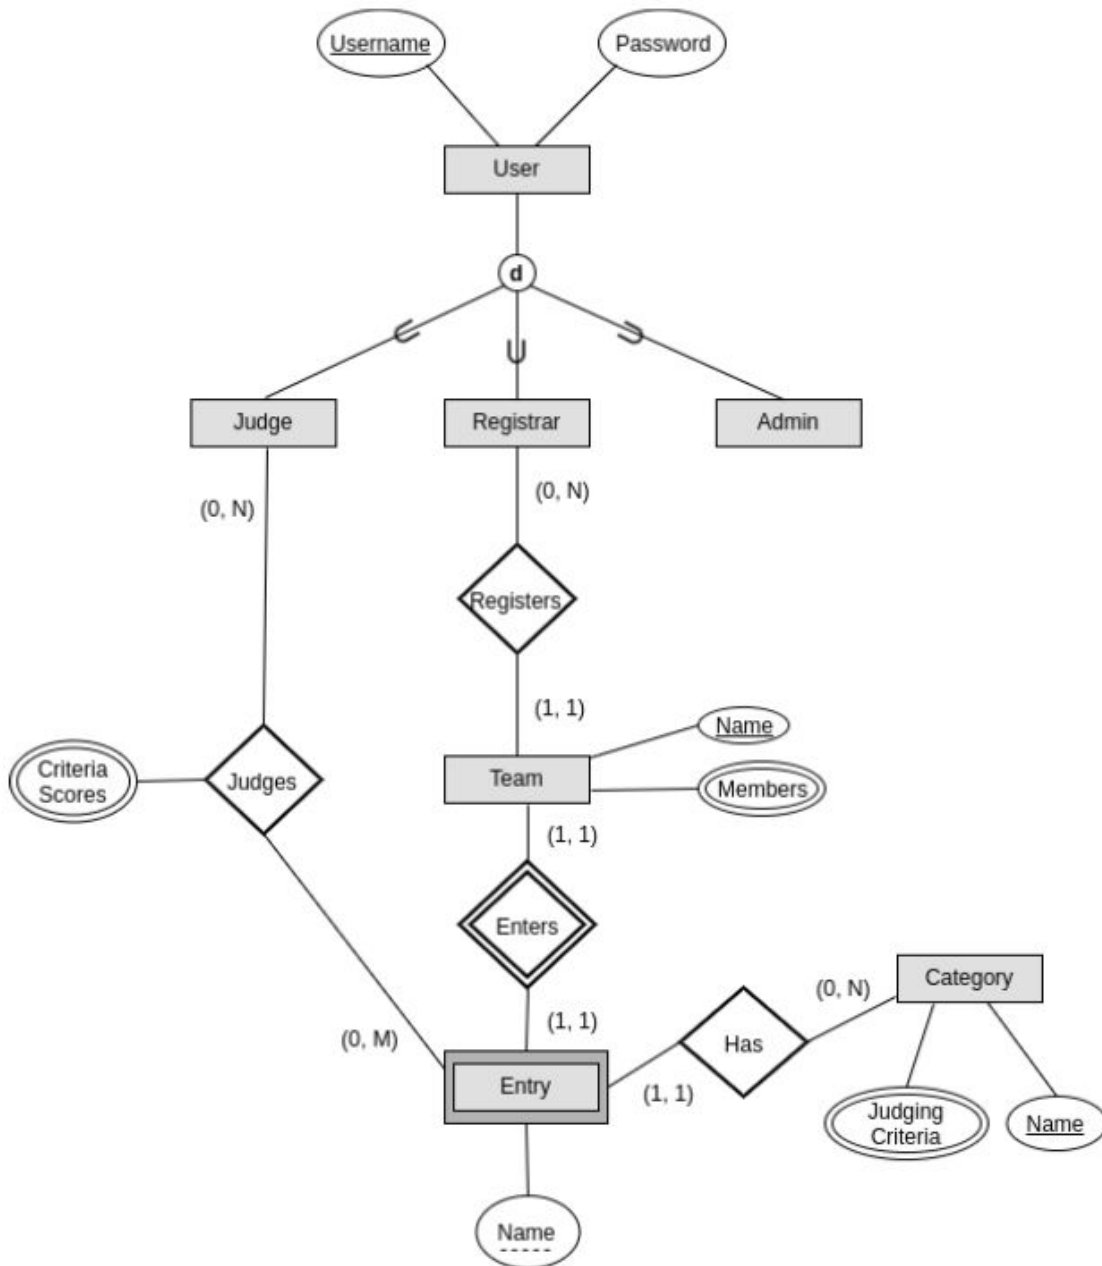 Username
Password
User
d
Judge
Registrar
Admin
(0, N)
(0, N)
Registers
(1, 1)
Name
Team
Members
Criteria
Scores
Judges
(1, 1)
Enters
(0, N)
Category
(1, 1)
(0, M)
Has
Entry
(1, 1)
Judging
Criteria
Name
Name